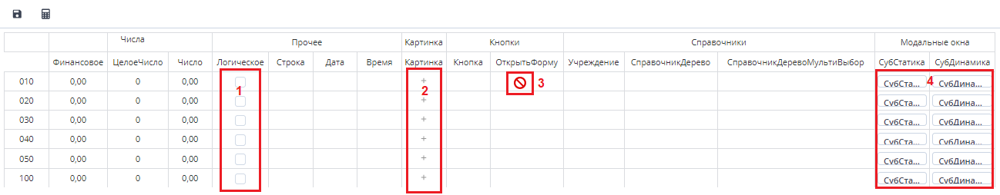 Числа Прочее Картинка Кнопки Справочники Модальные окна
Финансовое ЦелоеЧисло Число Логическое Строка Дата Время Картинка Кнопка ОткрытьФорму Учреждение СправочникДерево СправочникДеревоМультиВыбор СубСтатика СубДинамика
010 0,00 0 0,00 + 3 СубСта... 4 СубДина...
1 2
020 0,00 0 0,00 + СубСта... СубДина...
030 0,00 0 0,00 + СубСта... СубДина...
040 0,00 0 0,00 + СубСта... СубДина...
050 0,00 0 0,00 + СубСта... СубДина...
100 0,00 0 0,00 + СубСта... СубДина...